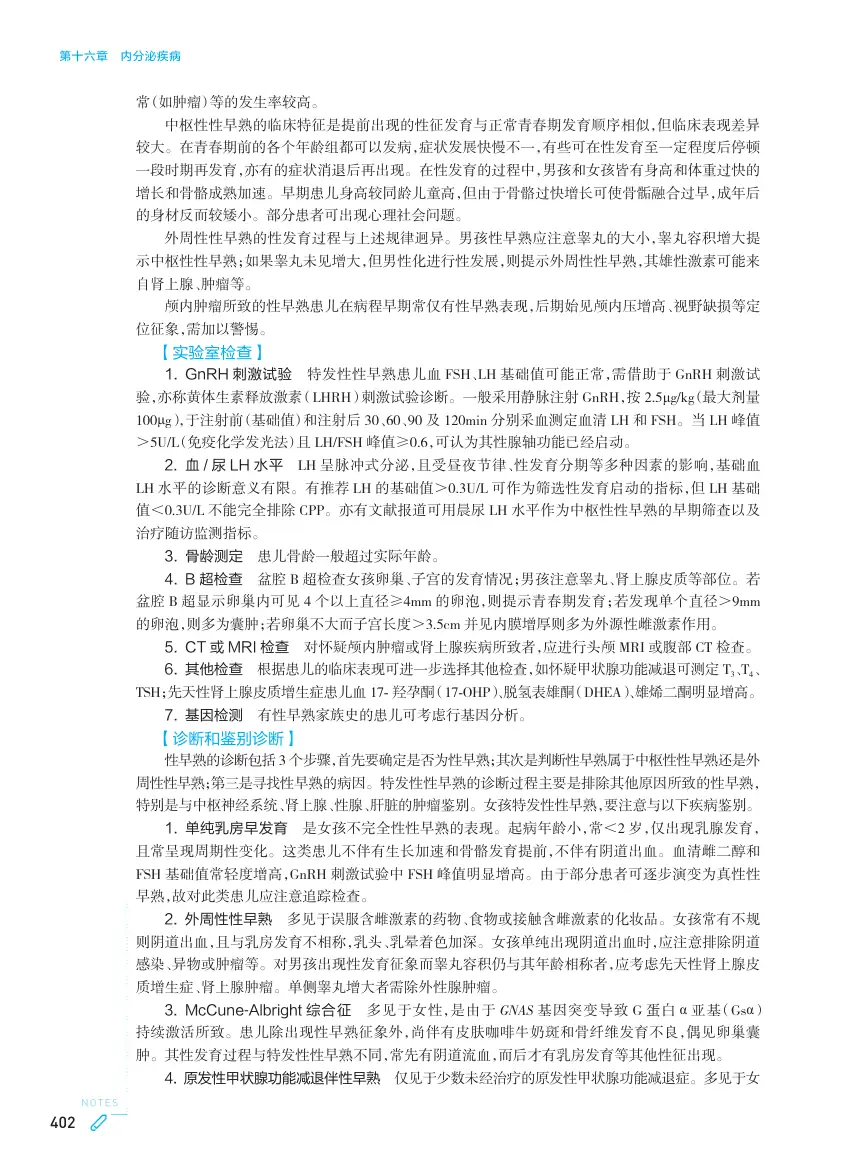 第十六章 内分泌疾病
常(如肿瘤)等的发生率较高。
中枢性性早熟的临床特征是提前出现的性征发育与正常青春期发育顺序相似,但临床表现差异
较大。在青春期前的各个年龄组都可以发病,症状发展快慢不一,有些可在性发育至一定程度后停顿
一段时期再发育,亦有的症状消退后再出现。在性发育的过程中,男孩和女孩皆有身高和体重过快的
增长和骨骼成熟加速。早期患儿身高较同龄儿童高,但由于骨骼过快增长可使骨骺融合过早,成年后
的身材反而较矮小。部分患者可出现心理社会问题。
外周性性早熟的性发育过程与上述规律迥异。男孩性早熟应注意睾丸的大小,睾丸容积增大提
示中枢性性早熟;如果睾丸未见增大,但男性化进行性发展,则提示外周性性早熟,其雄性激素可能来
自肾上腺、肿瘤等。
颅内肿瘤所致的性早熟患儿在病程早期常仅有性早熟表现,后期始见颅内压增高、视野缺损等定
位征象,需加以警惕。
【实验室检查】
1. GnRH 刺激试验 特发性性早熟患儿血 FSH、LH 基础值可能正常,需借助于 GnRH 刺激试
验,亦称黄体生素释放激素(LHRH)刺激试验诊断。一般采用静脉注射 GnRH,按 2.5μg/kg(最大剂量
100μg),于注射前(基础值)和注射后 30、60、90 及 120min 分别采血测定血清 LH 和 FSH。当 LH 峰值
>5U/L(免疫化学发光法)且 LH/FSH 峰值≥0.6,可认为其性腺轴功能已经启动。
2. 血 / 尿 LH 水平 LH 呈脉冲式分泌,且受昼夜节律、性发育分期等多种因素的影响,基础血
LH 水平的诊断意义有限。有推荐 LH 的基础值>0.3U/L 可作为筛选性发育启动的指标,但 LH 基础
值<0.3U/L 不能完全排除 CPP。亦有文献报道可用晨尿 LH 水平作为中枢性性早熟的早期筛查以及
治疗随访监测指标。
3. 骨龄测定 患儿骨龄一般超过实际年龄。
4. B 超检查 盆腔 B 超检查女孩卵巢、子宫的发育情况;男孩注意睾丸、肾上腺皮质等部位。若
盆腔 B 超显示卵巢内可见 4 个以上直径≥4mm 的卵泡,则提示青春期发育;若发现单个直径>9mm
的卵泡,则多为囊肿;若卵巢不大而子宫长度>3.5cm 并见内膜增厚则多为外源性雌激素作用。
5. CT 或 MRI 检查 对怀疑颅内肿瘤或肾上腺疾病所致者,应进行头颅 MRI 或腹部 CT 检查。
6. 其他检查 根据患儿的临床表现可进一步选择其他检查,如怀疑甲状腺功能减退可测定 T₃、T₄、
TSH;先天性肾上腺皮质增生症患儿血 17- 羟孕酮(17-OHP)、脱氢表雄酮(DHEA)、雄烯二酮明显增高。
7. 基因检测 有性早熟家族史的患儿可考虑行基因分析。
【诊断和鉴别诊断】
性早熟的诊断包括 3 个步骤,首先要确定是否为性早熟;其次是判断性早熟属于中枢性性早熟还是外
周性性早熟;第三是寻找性早熟的病因。特发性性早熟的诊断过程主要是排除其他原因所致的性早熟,
特别是与中枢神经系统、肾上腺、性腺、肝脏的肿瘤鉴别。女孩特发性性早熟,要注意与以下疾病鉴别。
1. 单纯乳房早发育 是女孩不完全性性早熟的表现。起病年龄小,常<2 岁,仅出现乳腺发育,
且常呈现周期性变化。这类患儿不伴有生长加速和骨骼发育提前,不伴有阴道出血。血清雌二醇和
FSH 基础值常轻度增高,GnRH 刺激试验中 FSH 峰值明显增高。由于部分患者可逐步演变为真性性
早熟,故对此类患儿应注意追踪检查。
2. 外周性性早熟 多见于误服含雌激素的药物、食物或接触含雌激素的化妆品。女孩常有不规
则阴道出血,且与乳房发育不相称,乳头、乳晕着色加深。女孩单纯出现阴道出血时,应注意排除阴道
感染、异物或肿瘤等。对男孩出现性发育征象而睾丸容积仍与其年龄相称者,应考虑先天性肾上腺皮
质增生症、肾上腺肿瘤。单侧睾丸增大者需除外性腺肿瘤。
3. McCune-Albright 综合征 多见于女性,是由于 GNAS 基因突变导致 G 蛋白 α 亚基(Gsα)
持续激活所致。患儿除出现性早熟征象外,尚伴有皮肤咖啡牛奶斑和骨纤维发育不良,偶见卵巢囊
肿。其性发育过程与特发性性早熟不同,常先有阴道流血,而后才有乳房发育等其他性征出现。
4. 原发性甲状腺功能减退伴性早熟 仅见于少数未经治疗的原发性甲状腺功能减退症。多见于女
NOTES
402